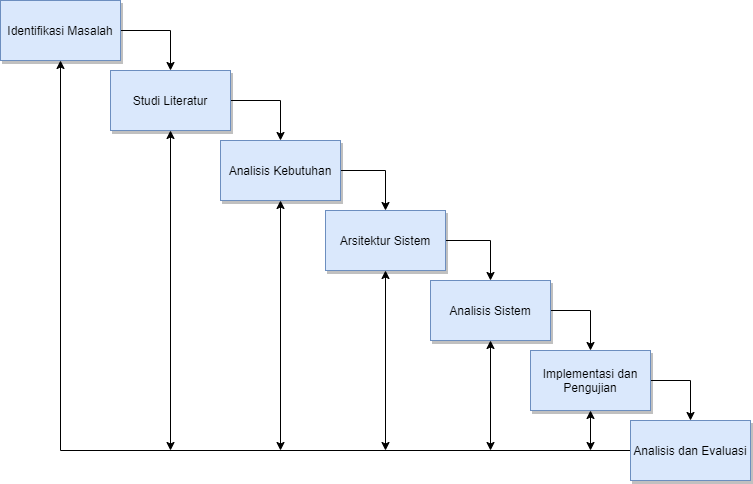 Identifikasi Masalah
Studi Literatur
Analisis Kebutuhan
Arsitektur Sistem
Analisis Sistem
Implementasi dan
Pengujian
Analisis dan Evaluasi